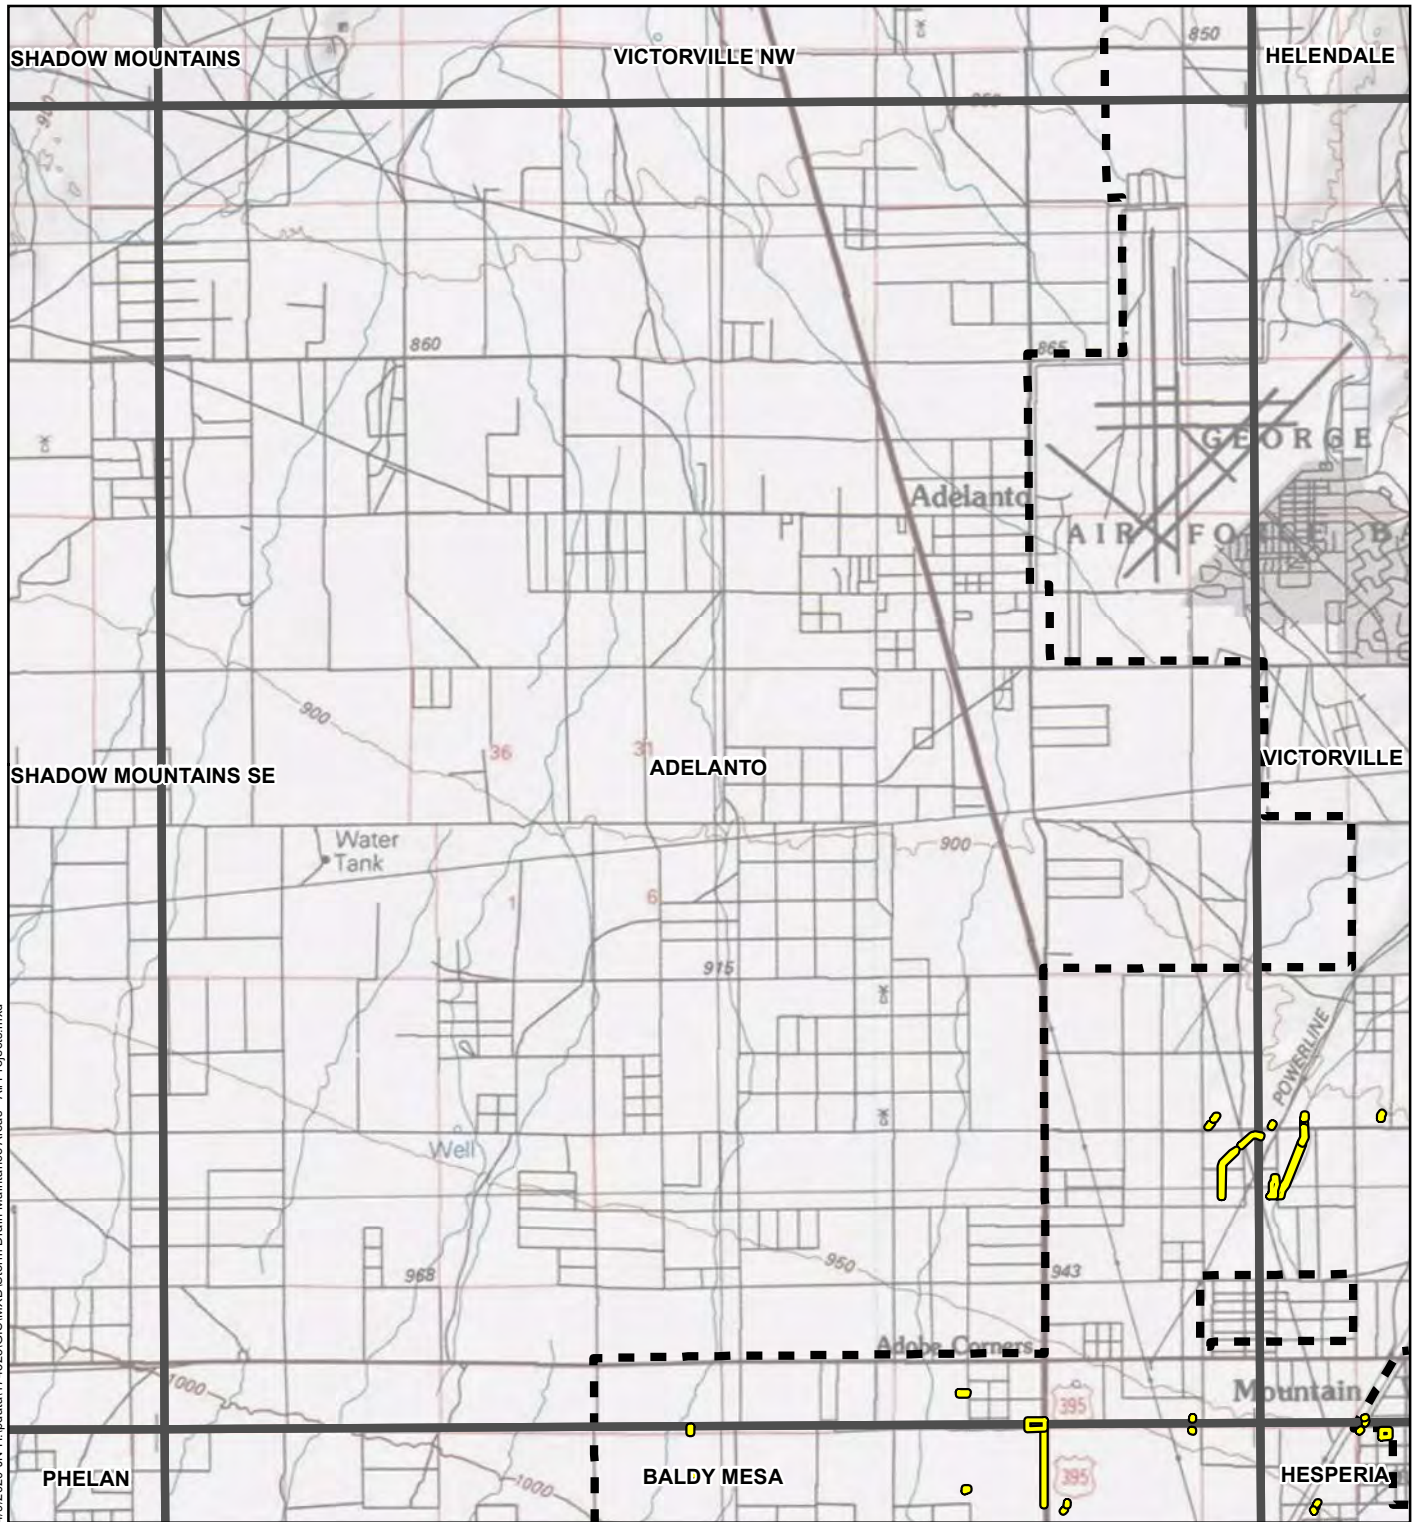 SHADOW MOUNTAINS
VICTORVILLE NW
850
HELENDALE
860
865
GEORGE
Adelanto
AIR FORCE BA
900
36
31
SHADOW MOUNTAINS SE
ADELANTO
VICTORVILLE
Water
Tank
900
1
6
915
POWERLINE
Well
950
968
943
Adobe Corners
1000
395
Mountain
PHELAN
1000
BALDY MESA
395
HESPERIA